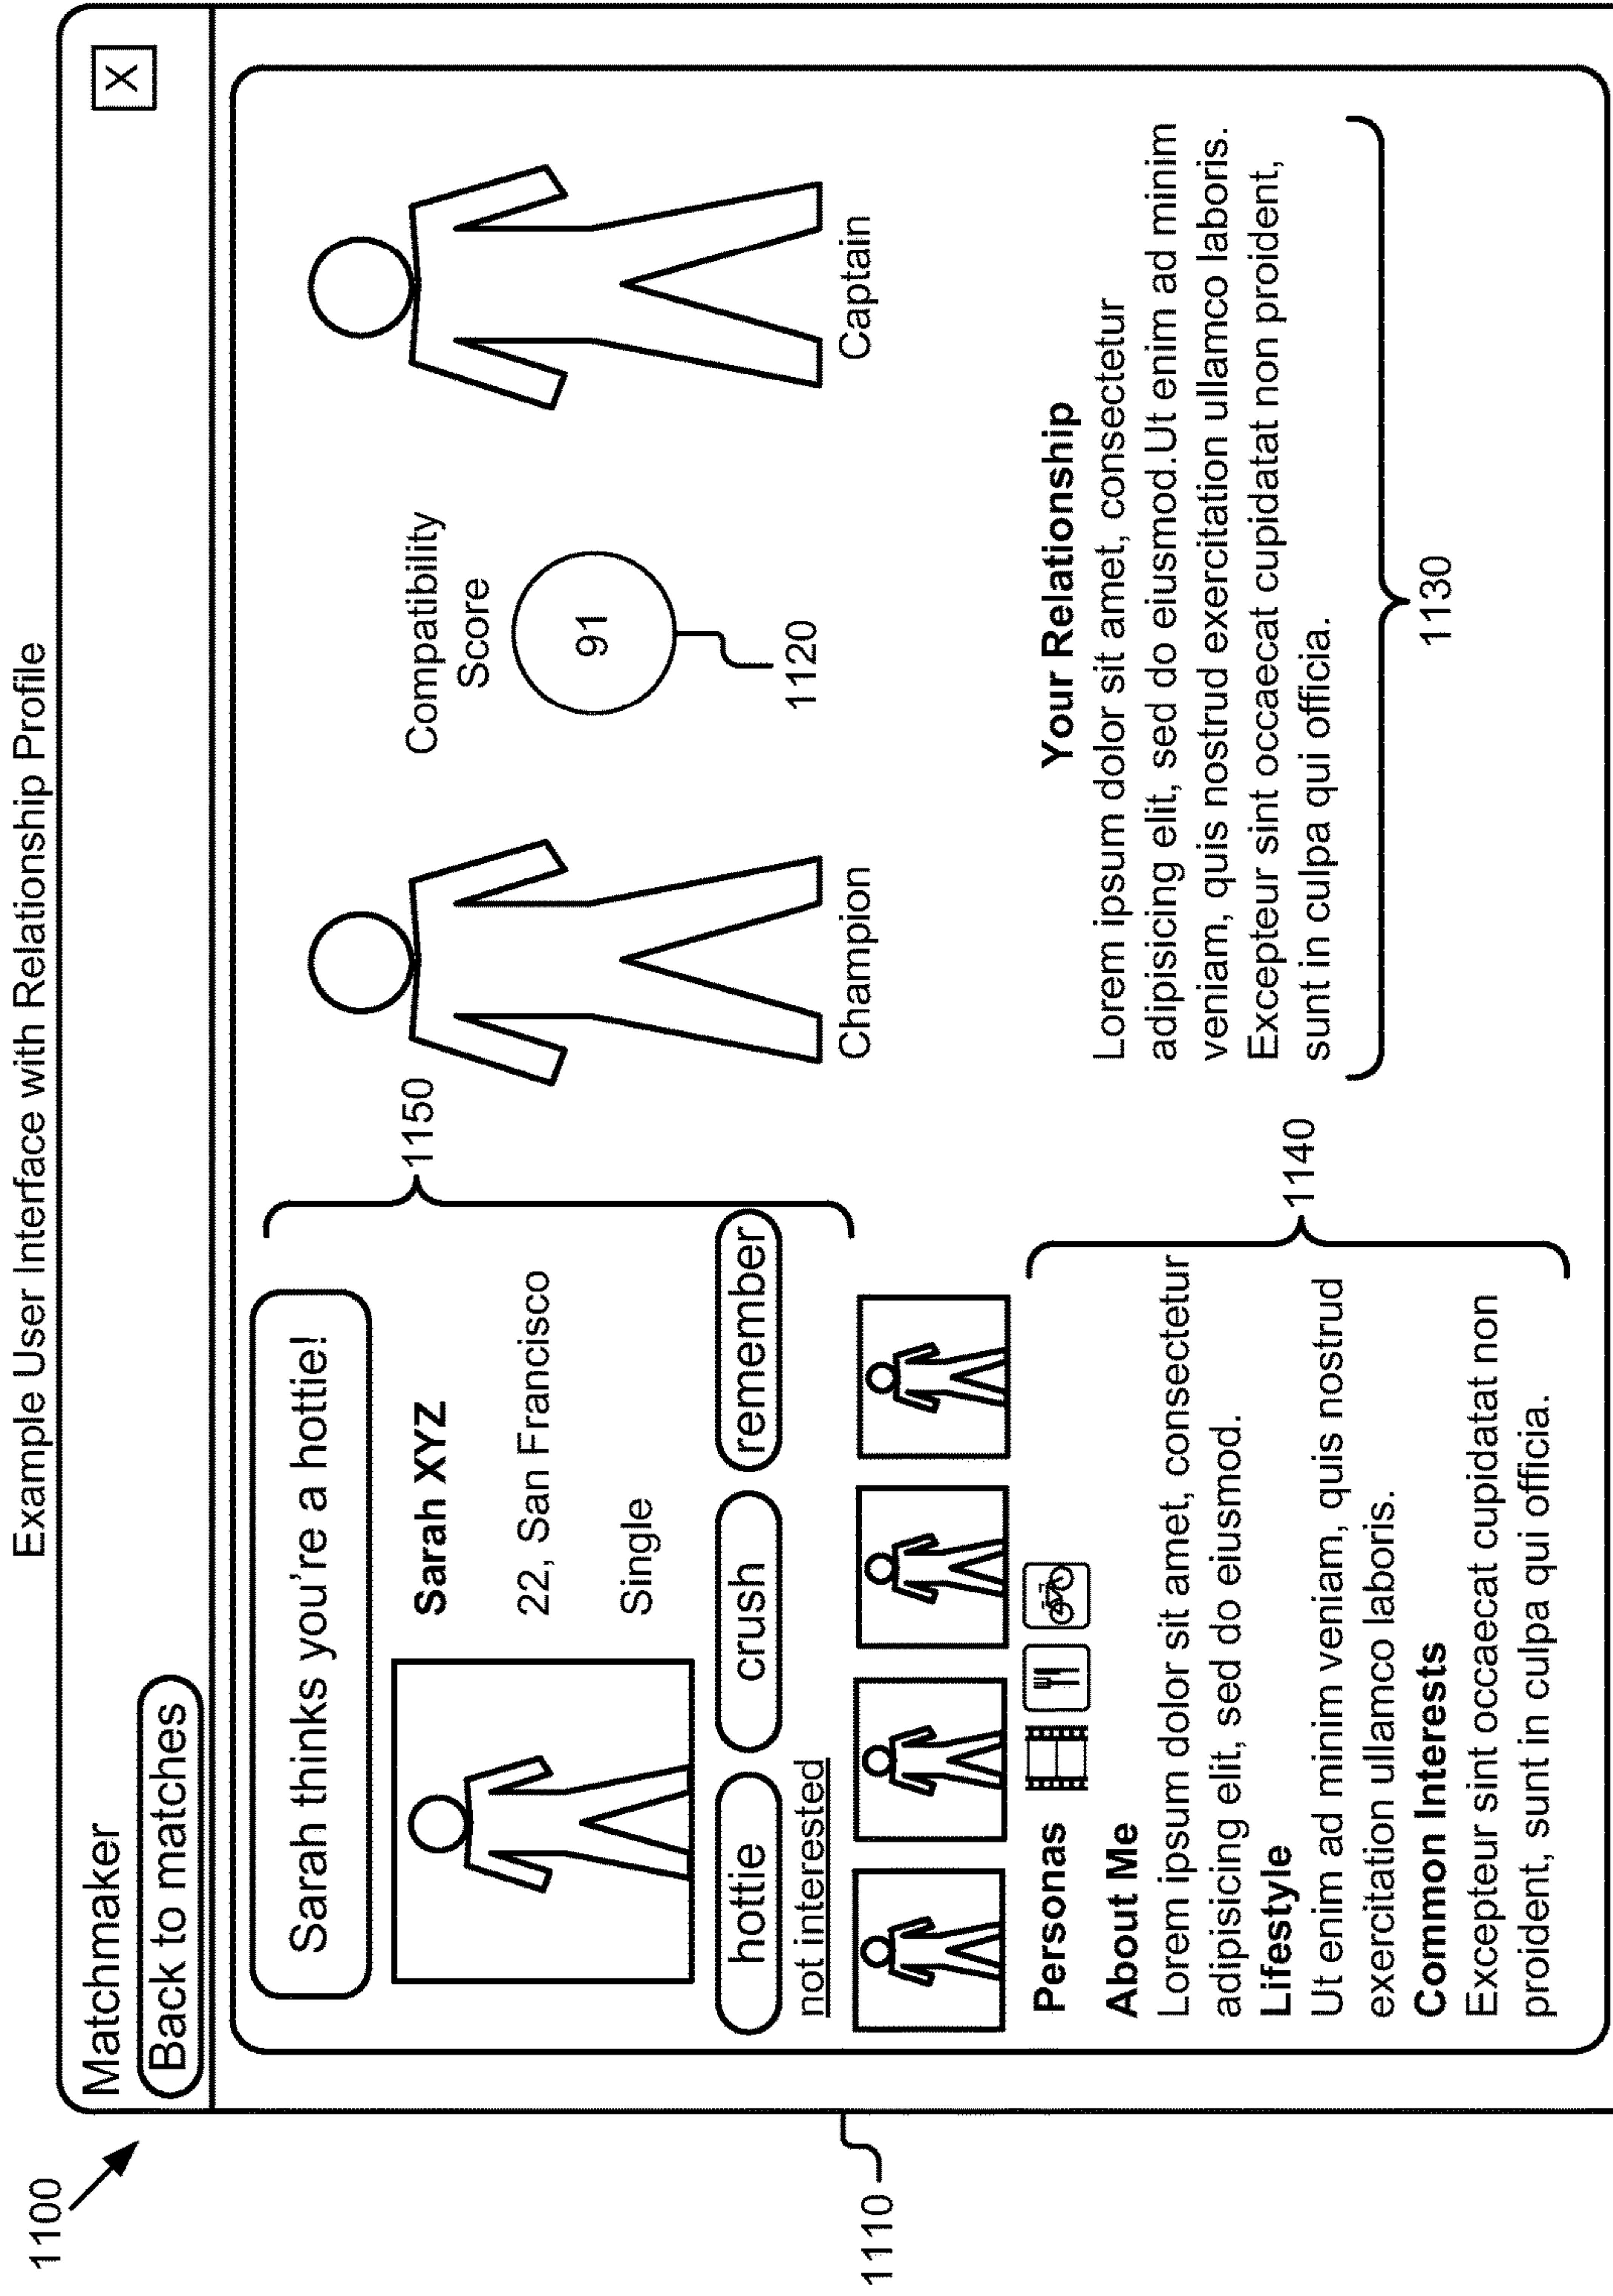 Example User Interface with Relationship Profile
1100
Matchmaker
X
Back to matches
Sarah thinks you're a hottie!
Sarah XYZ
22, San Francisco
Single
hottie
crush
remember
not interested
1150
Personas
About Me
Lorem ipsum dolor sit amet, consectetur
adipisicing elit, sed do eiusmod.
Lifestyle
Ut enim ad minim veniam, quis nostrud
exercitation ullamco laboris.
Common Interests
Excepteur sint occaecat cupidatat non
proident, sunt in culpa qui officia.
1140
1110
Champion
Compatibility
Score
91
1120
Captain
Your Relationship
Lorem ipsum dolor sit amet, consectetur
adipisicing elit, sed do eiusmod.Ut enim ad minim
veniam, quis nostrud exercitation ullamco laboris.
Excepteur sint occaecat cupidatat non proident,
sunt in culpa qui officia.
1130